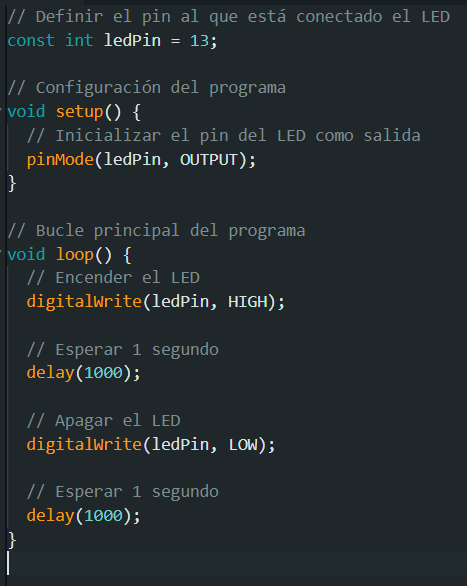 // Definir el pin al que está conectado el LED
const int ledPin = 13;
// Configuración del programa
void setup() {
// Inicializar el pin del LED como salida
pinMode(ledPin, OUTPUT);
}
// Bucle principal del programa
void loop() {
// Encender el LED
digitalWrite(ledPin, HIGH);
// Esperar 1 segundo
delay(1000);
// Apagar el LED
digitalWrite(ledPin, LOW);
// Esperar 1 segundo
delay(1000);
}